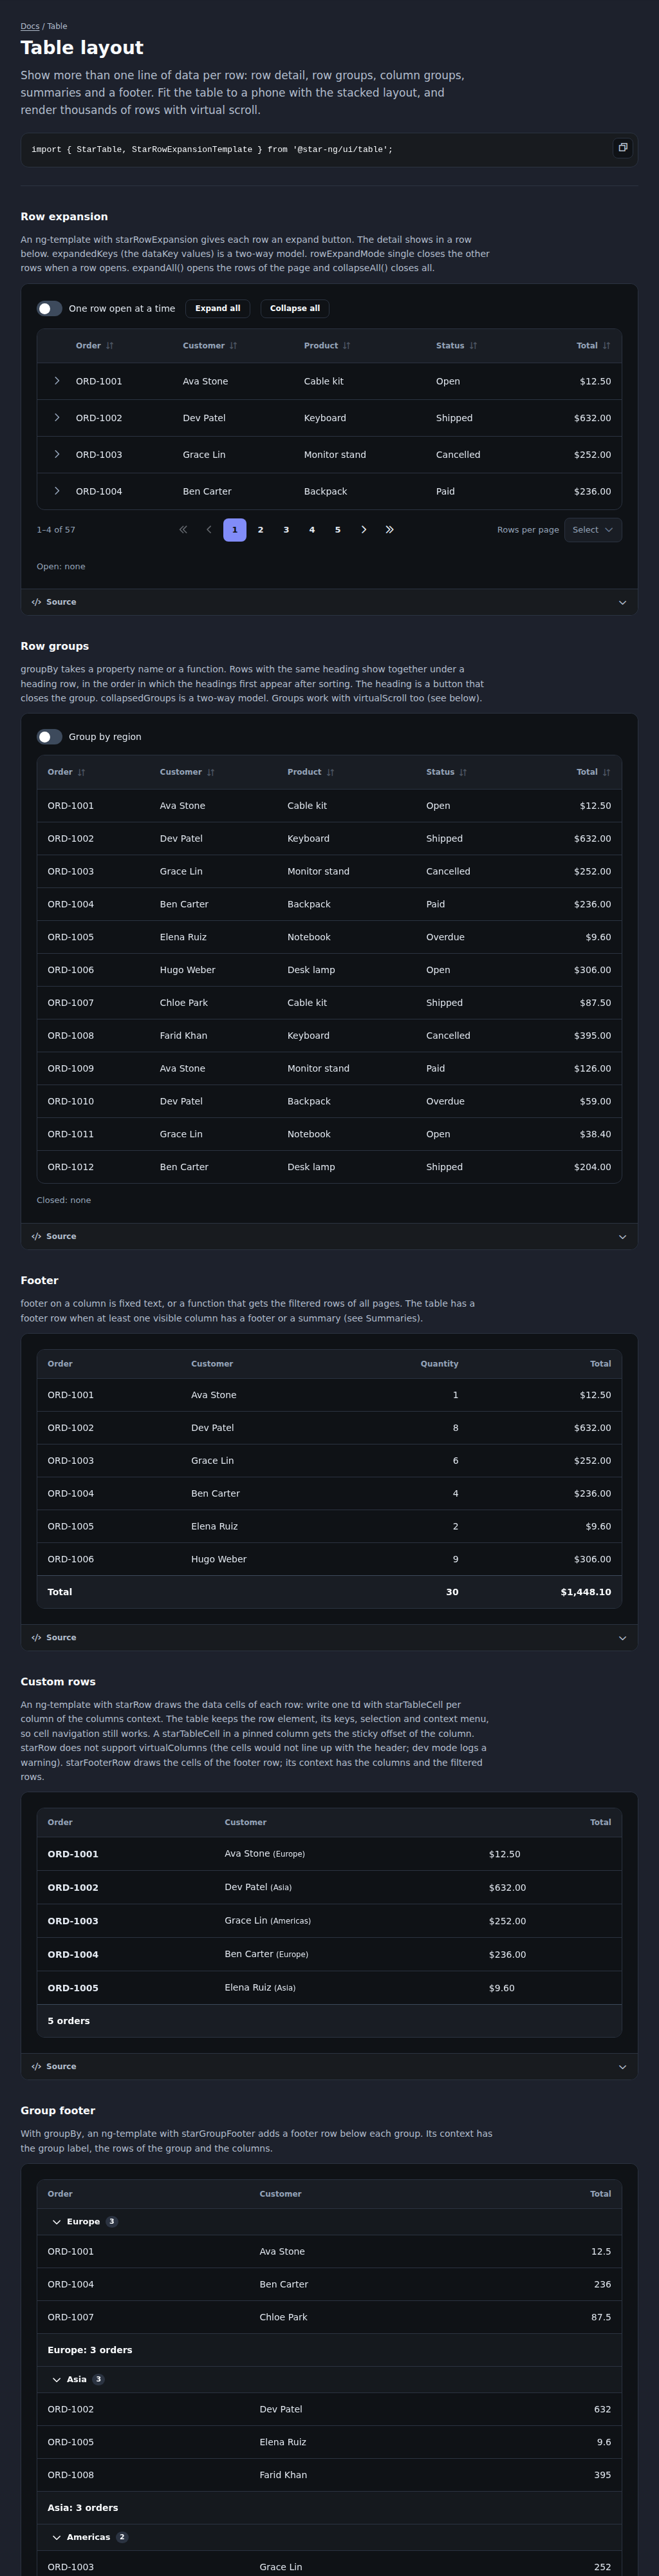 Docs / Table
Table layout
Show more than one line of data per row: row detail, row groups, column groups,
summaries and a footer. Fit the table to a phone with the stacked layout, and
render thousands of rows with virtual scroll.
import { StarTable, StarRowExpansionTemplate } from '@star-ng/ui/table';
Row expansion
An ng-template with starRowExpansion gives each row an expand button. The detail shows in a row
below. expandedKeys (the dataKey values) is a two-way model. rowExpandMode single closes the other
rows when a row opens. expandAll() opens the rows of the page and collapseAll() closes all.
One row open at a time Expand all Collapse all
Order Customer Product Status Total
ORD-1001 Ava Stone Cable kit Open $12.50
ORD-1002 Dev Patel Keyboard Shipped $632.00
ORD-1003 Grace Lin Monitor stand Cancelled $252.00
ORD-1004 Ben Carter Backpack Paid $236.00
1–4 of 57 1 2 3 4 5 Rows per page Select
Open: none
Source
Row groups
groupBy takes a property name or a function. Rows with the same heading show together under a
heading row, in the order in which the headings first appear after sorting. The heading is a button that
closes the group. collapsedGroups is a two-way model. Groups work with virtualScroll too (see below).
Group by region
Order Customer Product Status Total
ORD-1001 Ava Stone Cable kit Open $12.50
ORD-1002 Dev Patel Keyboard Shipped $632.00
ORD-1003 Grace Lin Monitor stand Cancelled $252.00
ORD-1004 Ben Carter Backpack Paid $236.00
ORD-1005 Elena Ruiz Notebook Overdue $9.60
ORD-1006 Hugo Weber Desk lamp Open $306.00
ORD-1007 Chloe Park Cable kit Shipped $87.50
ORD-1008 Farid Khan Keyboard Cancelled $395.00
ORD-1009 Ava Stone Monitor stand Paid $126.00
ORD-1010 Dev Patel Backpack Overdue $59.00
ORD-1011 Grace Lin Notebook Open $38.40
ORD-1012 Ben Carter Desk lamp Shipped $204.00
Closed: none
Source
Footer
footer on a column is fixed text, or a function that gets the filtered rows of all pages. The table has a
footer row when at least one visible column has a footer or a summary (see Summaries).
Order Customer Quantity Total
ORD-1001 Ava Stone 1 $12.50
ORD-1002 Dev Patel 8 $632.00
ORD-1003 Grace Lin 6 $252.00
ORD-1004 Ben Carter 4 $236.00
ORD-1005 Elena Ruiz 2 $9.60
ORD-1006 Hugo Weber 9 $306.00
Total 30 $1,448.10
Source
Custom rows
An ng-template with starRow draws the data cells of each row: write one td with starTableCell per
column of the columns context. The table keeps the row element, its keys, selection and context menu,
so cell navigation still works. A starTableCell in a pinned column gets the sticky offset of the column.
starRow does not support virtualColumns (the cells would not line up with the header; dev mode logs a
warning). starFooterRow draws the cells of the footer row; its context has the columns and the filtered
rows.
Order Customer Total
ORD-1001 Ava Stone (Europe) $12.50
ORD-1002 Dev Patel (Asia) $632.00
ORD-1003 Grace Lin (Americas) $252.00
ORD-1004 Ben Carter (Europe) $236.00
ORD-1005 Elena Ruiz (Asia) $9.60
5 orders
Source
Group footer
With groupBy, an ng-template with starGroupFooter adds a footer row below each group. Its context has
the group label, the rows of the group and the columns.
Order Customer Total
Europe 3
ORD-1001 Ava Stone 12.5
ORD-1004 Ben Carter 236
ORD-1007 Chloe Park 87.5
Europe: 3 orders
Asia 3
ORD-1002 Dev Patel 632
ORD-1005 Elena Ruiz 9.6
ORD-1008 Farid Khan 395
Asia: 3 orders
Americas 2
ORD-1003 Grace Lin 252